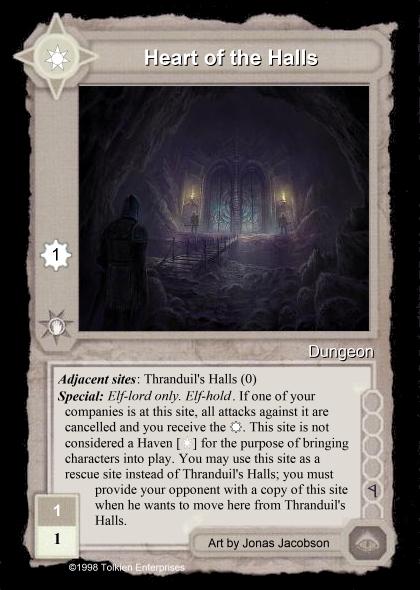 Heart of the Halls
1
Dungeon
Adjacent sites: Thranduil's Halls (0)
Special: Elf-lord only. Elf-hold. If one of your
companies is at this site, all attacks against it are
cancelled and you receive the . This site is not
considered a Haven [ ] for the purpose of bringing
characters into play. You may use this site as a
rescue site instead of Thranduil's Halls; you must
provide your opponent with a copy of this site
when he wants to move here from Thranduil's
Halls.
1
1
Art by Jonas Jacobson
©1998 Tolkien Enterprises